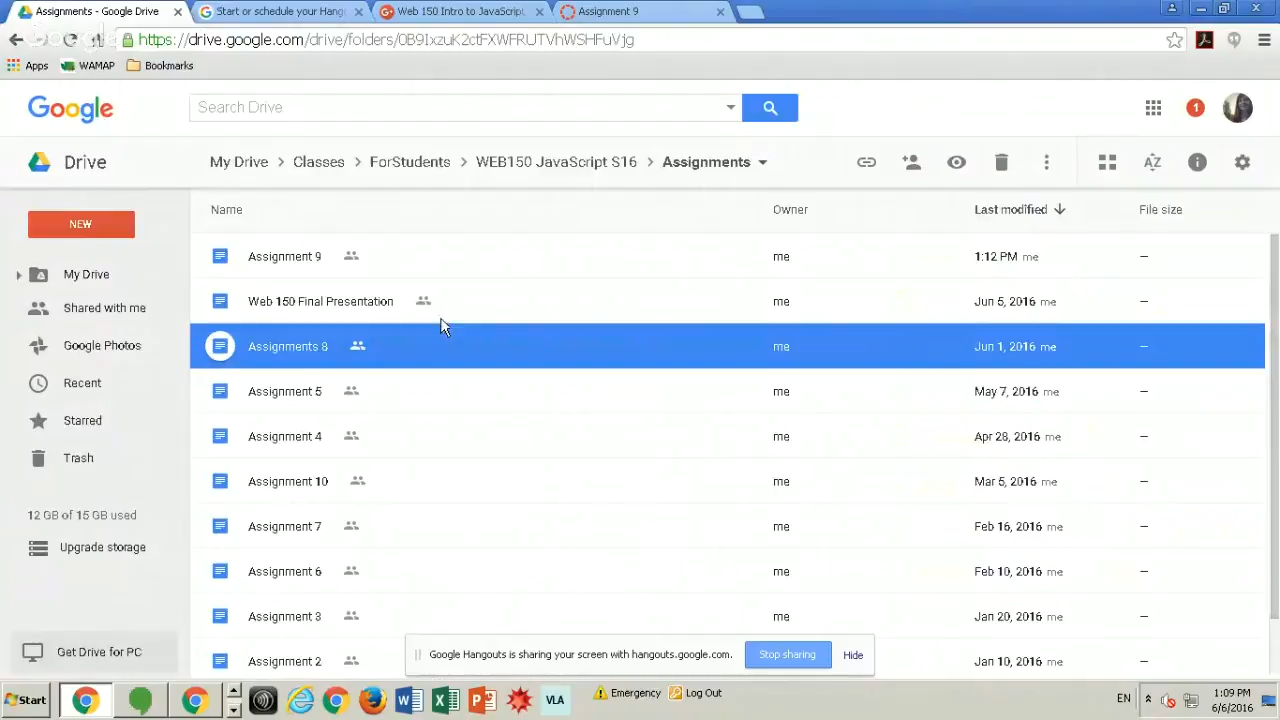 Assignments - Google Drive
Start or schedule your Hang
Web 150 Intro to JavaScript
Assignment 9
https://drive.google.com/drive/folders/0B9IxzuK2ctFXWFRUTVhWSHFuVjg
Apps WAMAP Bookmarks
Google
Search Drive
1
Drive
My Drive > Classes > ForStudents > WEB150 JavaScript S16 > Assignments
NEW
My Drive
Shared with me
Google Photos
Recent
Starred
Trash
12 GB of 15 GB used
Upgrade storage
Get Drive for PC
Name Owner Last modified File size
Assignment 9 me 1:12 PM me —
Web 150 Final Presentation me Jun 5, 2016 me —
Assignments 8 me Jun 1, 2016 me —
Assignment 5 me May 7, 2016 me —
Assignment 4 me Apr 28, 2016 me —
Assignment 10 me Mar 5, 2016 me —
Assignment 7 me Feb 16, 2016 me —
Assignment 6 me Feb 10, 2016 me —
Assignment 3 me Jan 20, 2016 me —
Assignment 2 me Jan 10, 2016 me —
Google Hangouts is sharing your screen with hangouts.google.com. Stop sharing Hide
Start
VLA
Emergency Log Out
EN
1:09 PM
6/6/2016